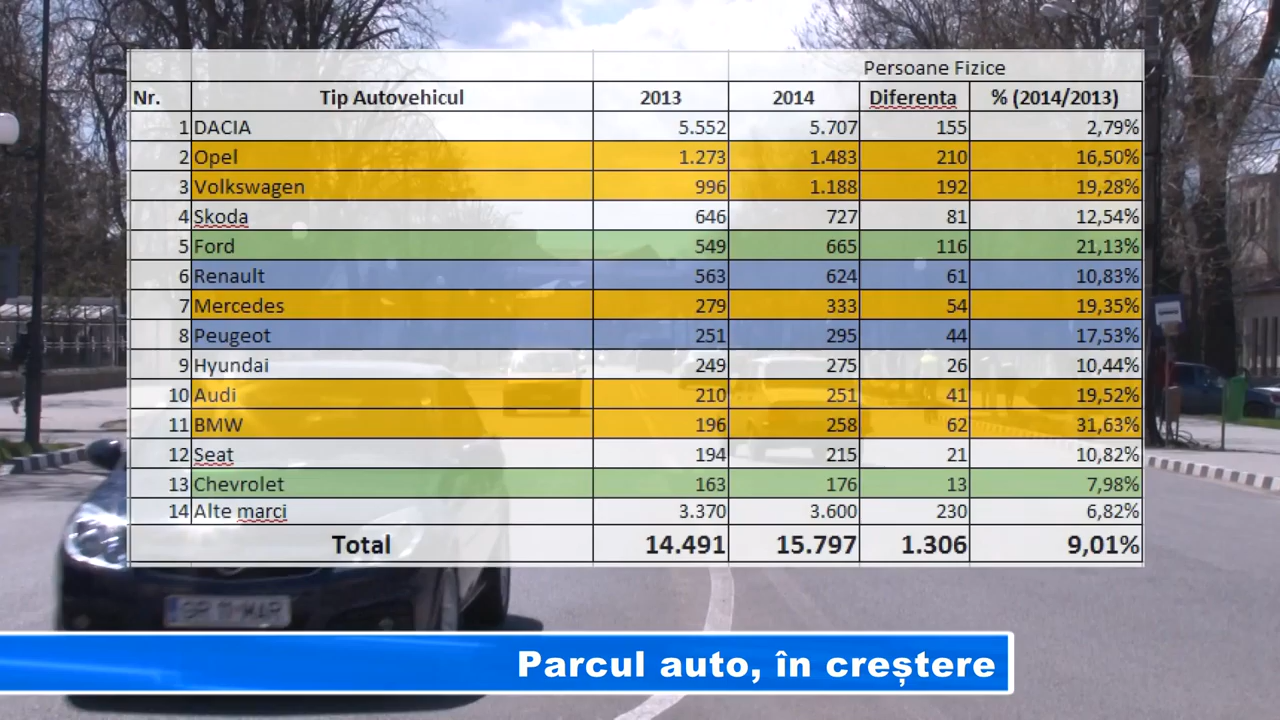 Persoane Fizice
Nr. Tip Autovehicul 2013 2014 Diferenta % (2014/2013)
1 DACIA 5.552 5.707 155 2,79%
2 Opel 1.273 1.483 210 16,50%
3 Volkswagen 996 1.188 192 19,28%
4 Skoda 646 727 81 12,54%
5 Ford 549 665 116 21,13%
6 Renault 563 624 61 10,83%
7 Mercedes 279 333 54 19,35%
8 Peugeot 251 295 44 17,53%
9 Hyundai 249 275 26 10,44%
10 Audi 210 251 41 19,52%
11 BMW 196 258 62 31,63%
12 Seat 194 215 21 10,82%
13 Chevrolet 163 176 13 7,98%
14 Alte marci 3.370 3.600 230 6,82%
Total 14.491 15.797 1.306 9,01%
Parcul auto, în creștere